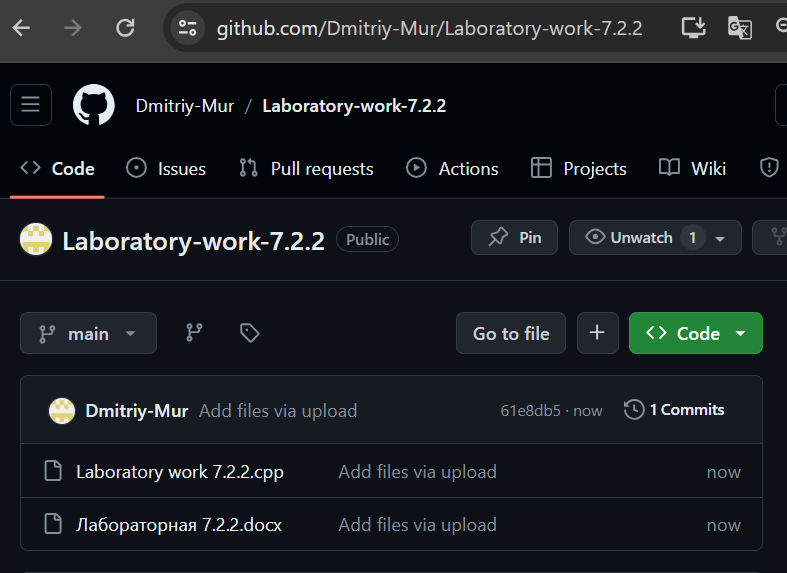 github.com/Dmitriy-Mur/Laboratory-work-7.2.2
Dmitriy-Mur / Laboratory-work-7.2.2
Code Issues Pull requests Actions Projects Wiki
Laboratory-work-7.2.2 Public Pin Unwatch 1
main Go to file + Code
Dmitriy-Mur Add files via upload 61e8db5 · now 1 Commits
Laboratory work 7.2.2.cpp Add files via upload now
Лабораторная 7.2.2.docx Add files via upload now